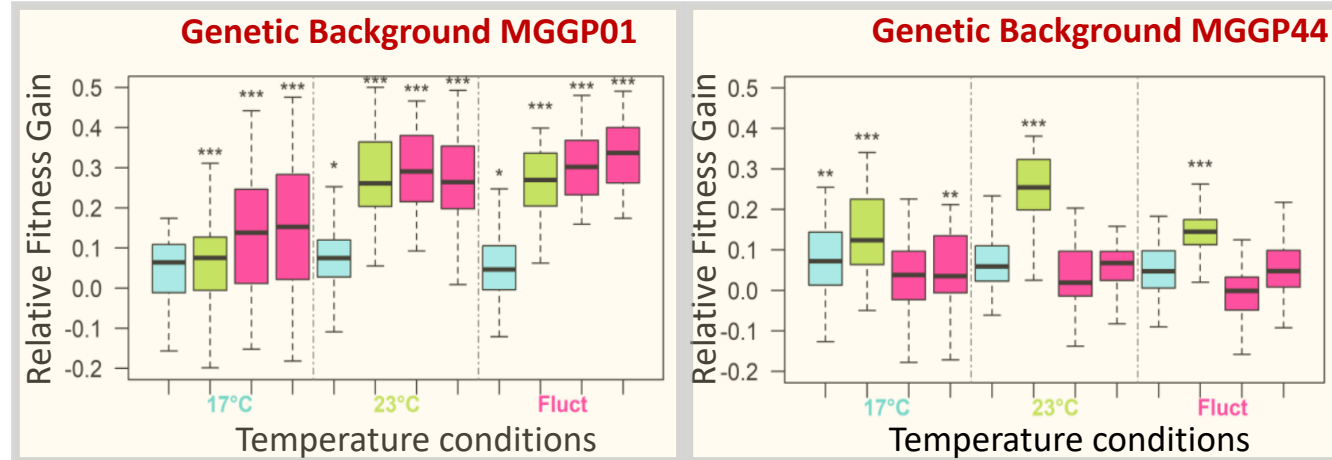 Genetic Background MGGP01
Relative Fitness Gain
0.5
0.4
0.3
0.2
0.1
0.0
-0.1
-0.2
***
***
***
*
***
***
***
*
***
***
***
17°C
23°C
Fluct
Temperature conditions
Genetic Background MGGP44
Relative Fitness Gain
0.5
0.4
0.3
0.2
0.1
0.0
-0.1
-0.2
**
***
**
***
***
17°C
23°C
Fluct
Temperature conditions